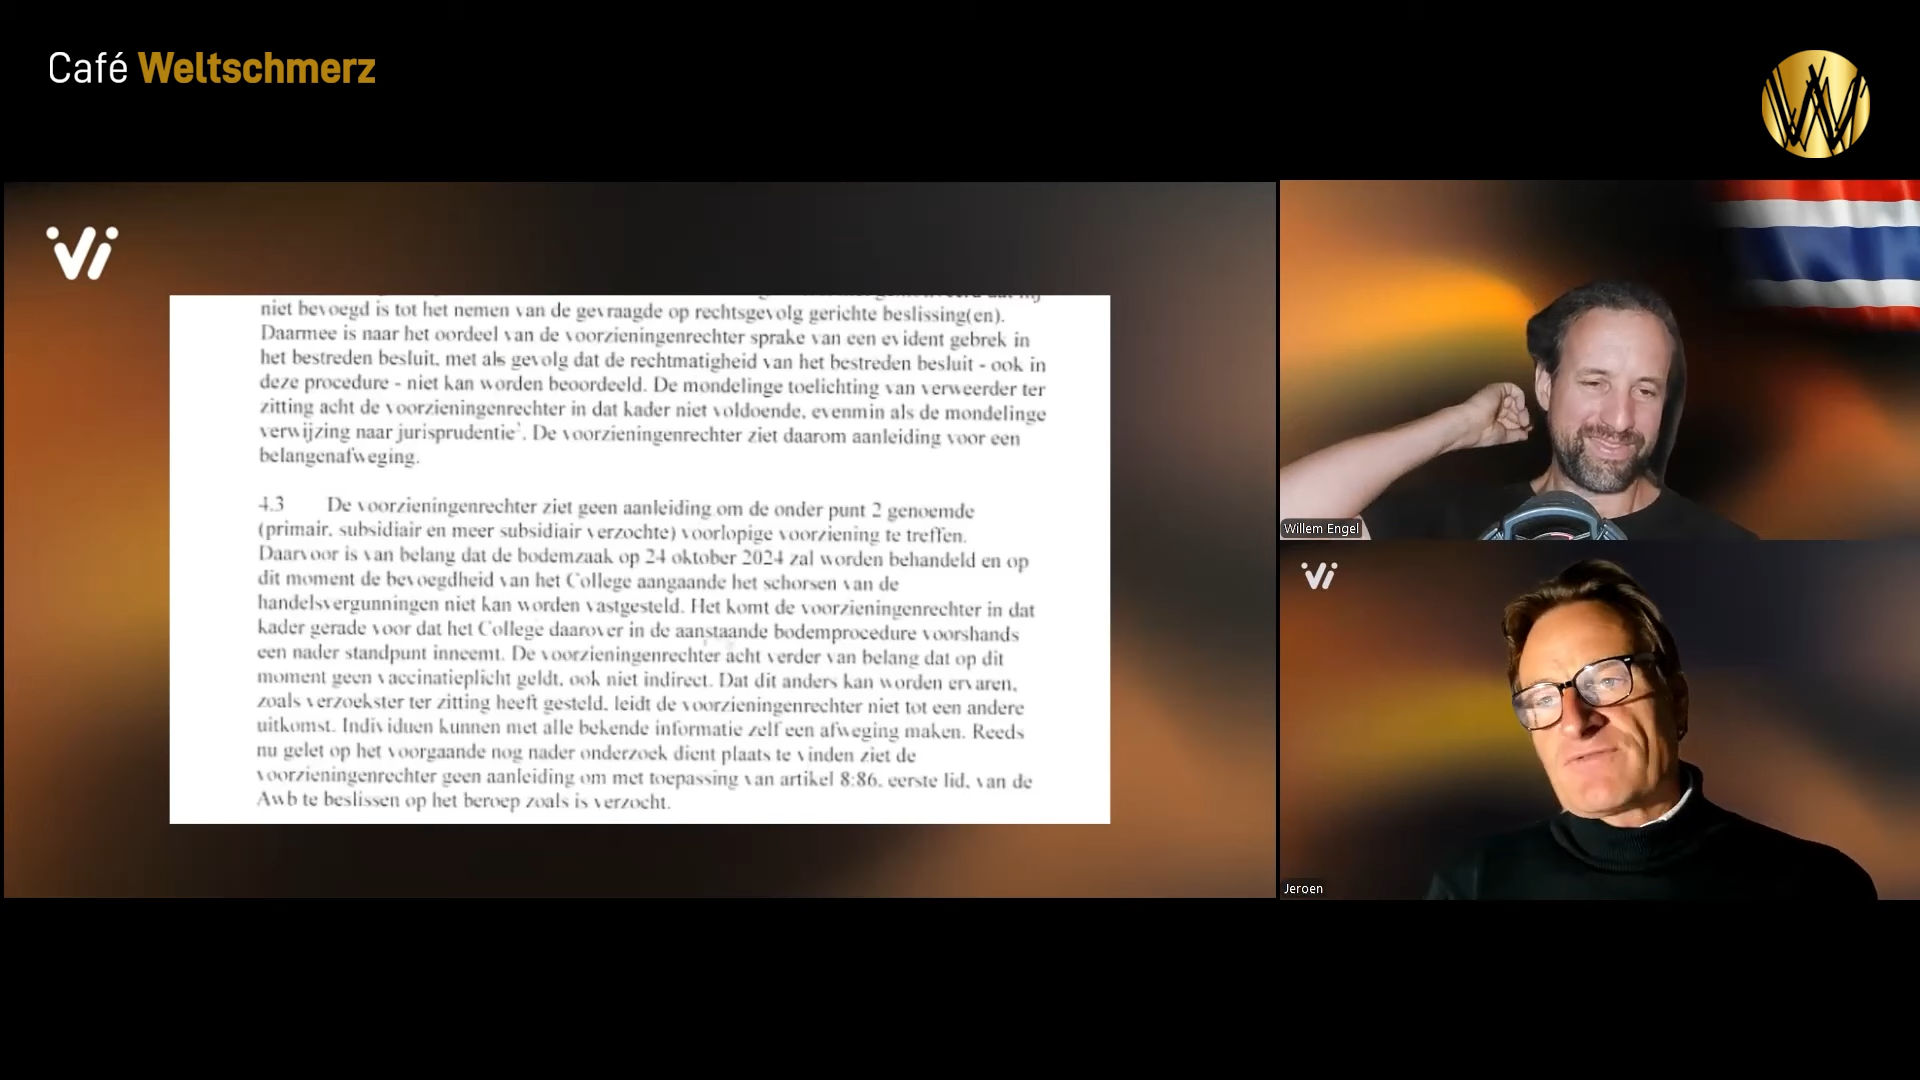 Café Weltschmerz
niet bevoegd is tot het nemen van de gevraagde op rechtsgevolg gerichte beslissing(en).
Daarmee is naar het oordeel van de voorzieningenrechter sprake van een evident gebrek in
het bestreden besluit, met als gevolg dat de rechtmatigheid van het bestreden besluit - ook in
deze procedure - niet kan worden beoordeeld. De mondelinge toelichting van verweerder ter
zitting acht de voorzieningenrechter in dat kader niet voldoende, evenmin als de mondelinge
verwijzing naar jurisprudentie. De voorzieningenrechter ziet daarom aanleiding voor een
belangenafweging.
4.3 De voorzieningenrechter ziet geen aanleiding om de onder punt 2 genoemde
(primair, subsidiair en meer subsidiair verzochte) voorlopige voorziening te treffen.
Daarvoor is van belang dat de bodemzaak op 24 oktober 2024 zal worden behandeld en op
dit moment de bevoegdheid van het College aangaande het schorsen van de
handelsvergunningen niet kan worden vastgesteld. Het komt de voorzieningenrechter in dat
kader gerade voor dat het College daarover in de aanstaande bodemprocedure voorshands
een nader standpunt inneemt. De voorzieningenrechter acht verder van belang dat op dit
moment geen vaccinatieplicht geldt, ook niet indirect. Dat dit anders kan worden ervaren,
zoals verzoekster ter zitting heeft gesteld, leidt de voorzieningenrechter niet tot een andere
uitkomst. Individuen kunnen met alle bekende informatie zelf een afweging maken. Reeds
nu gelet op het voorgaande nog nader onderzoek dient plaats te vinden ziet de
voorzieningenrechter geen aanleiding om met toepassing van artikel 8:86, eerste lid, van de
Awb te beslissen op het beroep zoals is verzocht.
Willem Engel
Jeroen